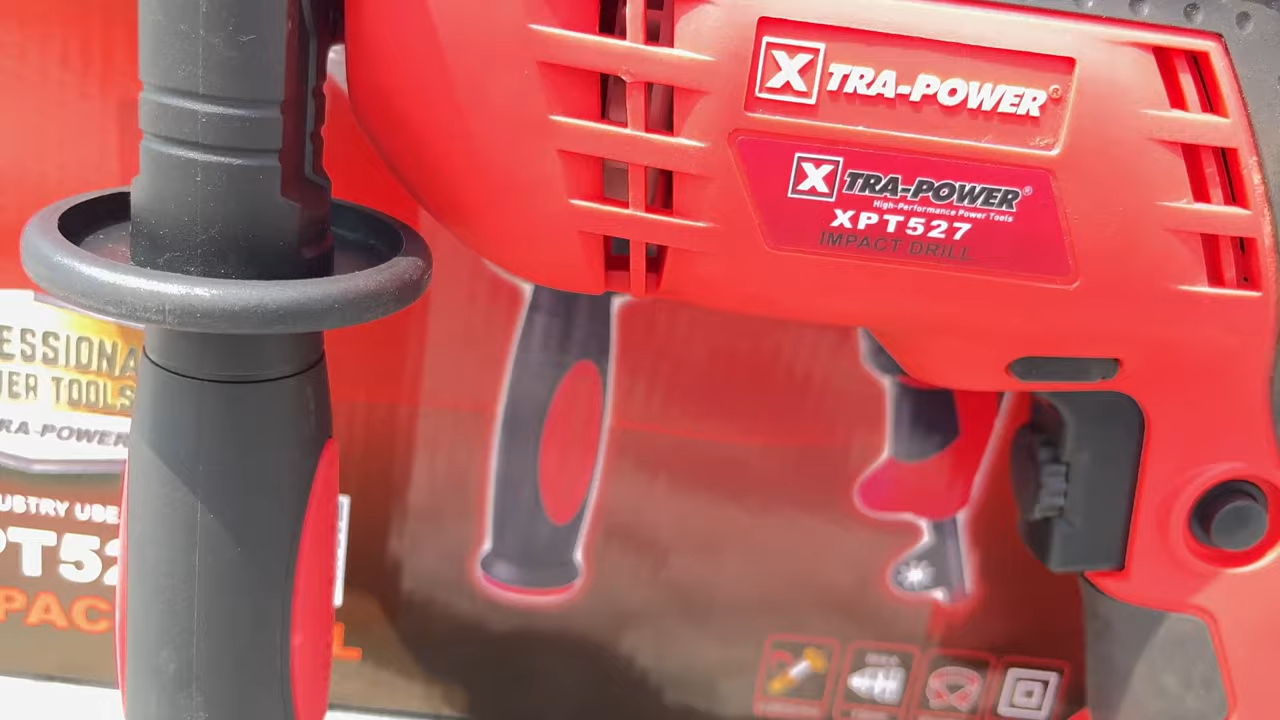 X TRA-POWER®
X TRA-POWER®
High-Performance Power Tools
XPT527
IMPACT DRILL
ESSIONA
ER TOOLS
RA-POWER
USTRY USE
PT52
PAC
L